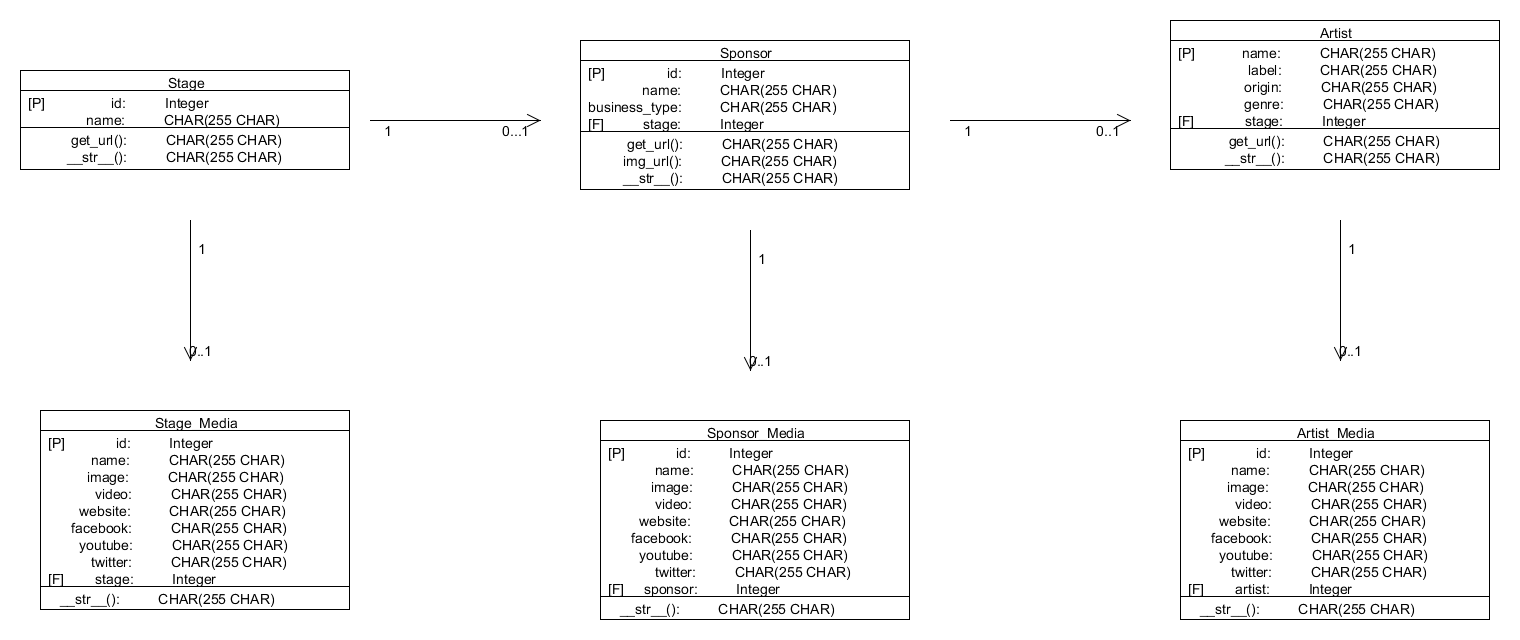 Stage
[P] id: Integer
name: CHAR(255 CHAR)
get_url(): CHAR(255 CHAR)
__str__(): CHAR(255 CHAR)
1 0...1
Sponsor
[P] id: Integer
name: CHAR(255 CHAR)
business_type: CHAR(255 CHAR)
[F] stage: Integer
get_url(): CHAR(255 CHAR)
img_url(): CHAR(255 CHAR)
__str__(): CHAR(255 CHAR)
1 0...1
Artist
[P] name: CHAR(255 CHAR)
label: CHAR(255 CHAR)
origin: CHAR(255 CHAR)
genre: CHAR(255 CHAR)
[F] stage: Integer
get_url(): CHAR(255 CHAR)
__str__(): CHAR(255 CHAR)
1
0..1
1
0..1
1
0..1
Stage_Media
[P] id: Integer
name: CHAR(255 CHAR)
image: CHAR(255 CHAR)
video: CHAR(255 CHAR)
website: CHAR(255 CHAR)
facebook: CHAR(255 CHAR)
youtube: CHAR(255 CHAR)
twitter: CHAR(255 CHAR)
[F] stage: Integer
__str__(): CHAR(255 CHAR)
Sponsor_Media
[P] id: Integer
name: CHAR(255 CHAR)
image: CHAR(255 CHAR)
video: CHAR(255 CHAR)
website: CHAR(255 CHAR)
facebook: CHAR(255 CHAR)
youtube: CHAR(255 CHAR)
twitter: CHAR(255 CHAR)
[F] sponsor: Integer
__str__(): CHAR(255 CHAR)
Artist_Media
[P] id: Integer
name: CHAR(255 CHAR)
image: CHAR(255 CHAR)
video: CHAR(255 CHAR)
website: CHAR(255 CHAR)
facebook: CHAR(255 CHAR)
youtube: CHAR(255 CHAR)
twitter: CHAR(255 CHAR)
[F] artist: Integer
__str__(): CHAR(255 CHAR)